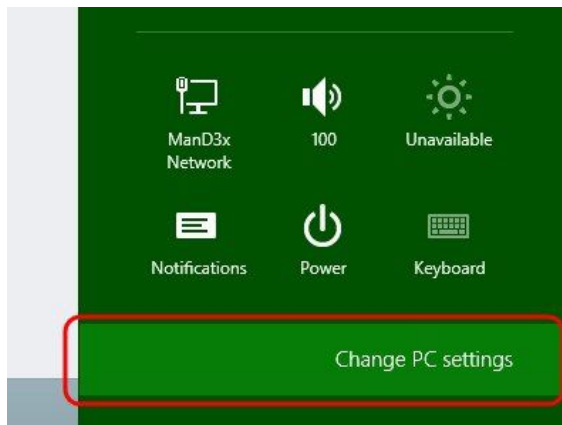 ManD3x
Network
100
Unavailable
Notifications
Power
Keyboard
Change PC settings